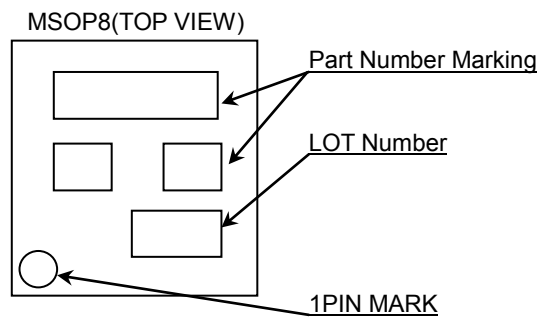 MSOP8(TOP VIEW)
Part Number Marking
LOT Number
1PIN MARK